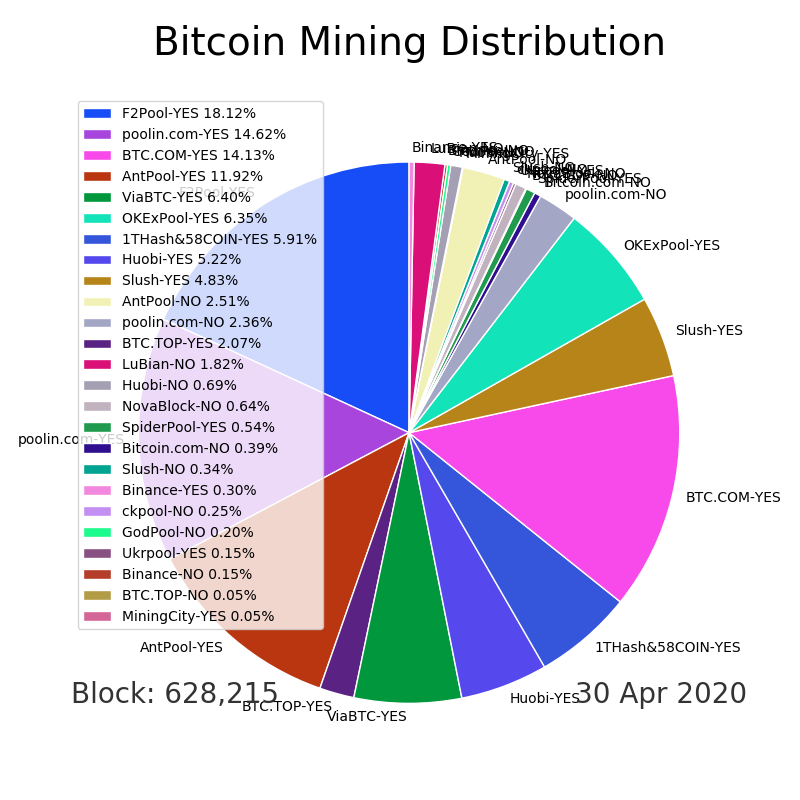 Bitcoin Mining Distribution
F2Pool-YES 18.12%
poolin.com-YES 14.62%
BTC.COM-YES 14.13%
AntPool-YES 11.92%
ViaBTC-YES 6.40%
OKExPool-YES 6.35%
1THash&58COIN-YES 5.91%
Huobi-YES 5.22%
Slush-YES 4.83%
AntPool-NO 2.51%
poolin.com-NO 2.36%
BTC.TOP-YES 2.07%
LuBian-NO 1.82%
Huobi-NO 0.69%
NovaBlock-NO 0.64%
SpiderPool-YES 0.54%
Bitcoin.com-NO 0.39%
Slush-NO 0.34%
Binance-YES 0.30%
ckpool-NO 0.25%
GodPool-NO 0.20%
Ukrpool-YES 0.15%
Binance-NO 0.15%
BTC.TOP-NO 0.05%
MiningCity-YES 0.05%
F2Pool-YES
AntPool-NO
Bitcoin.com-NO
poolin.com-NO
OKExPool-YES
Slush-YES
poolin.com-YES
BTC.COM-YES
AntPool-YES
1THash&58COIN-YES
BTC.TOP-YES
ViaBTC-YES
Huobi-YES
Block: 628,215
30 Apr 2020